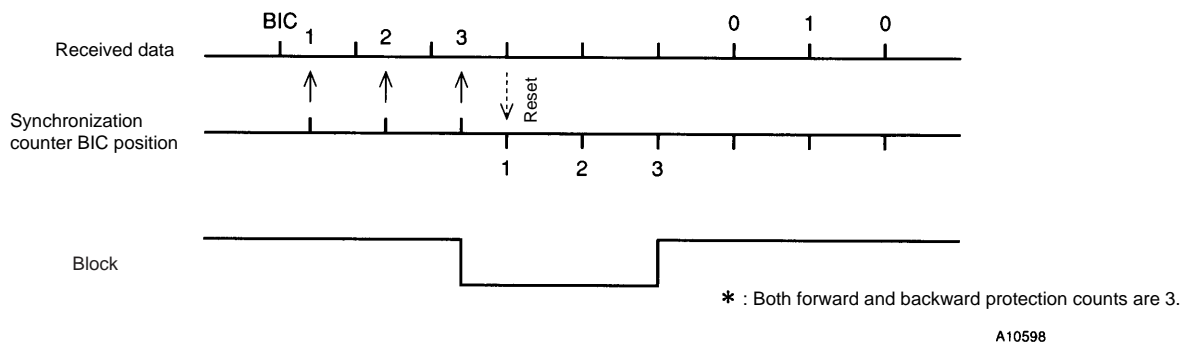 BIC
1 2 3 0 1 0
Received data
Reset
Synchronization
counter BIC position
1 2 3
Block
* : Both forward and backward protection counts are 3.
A10598